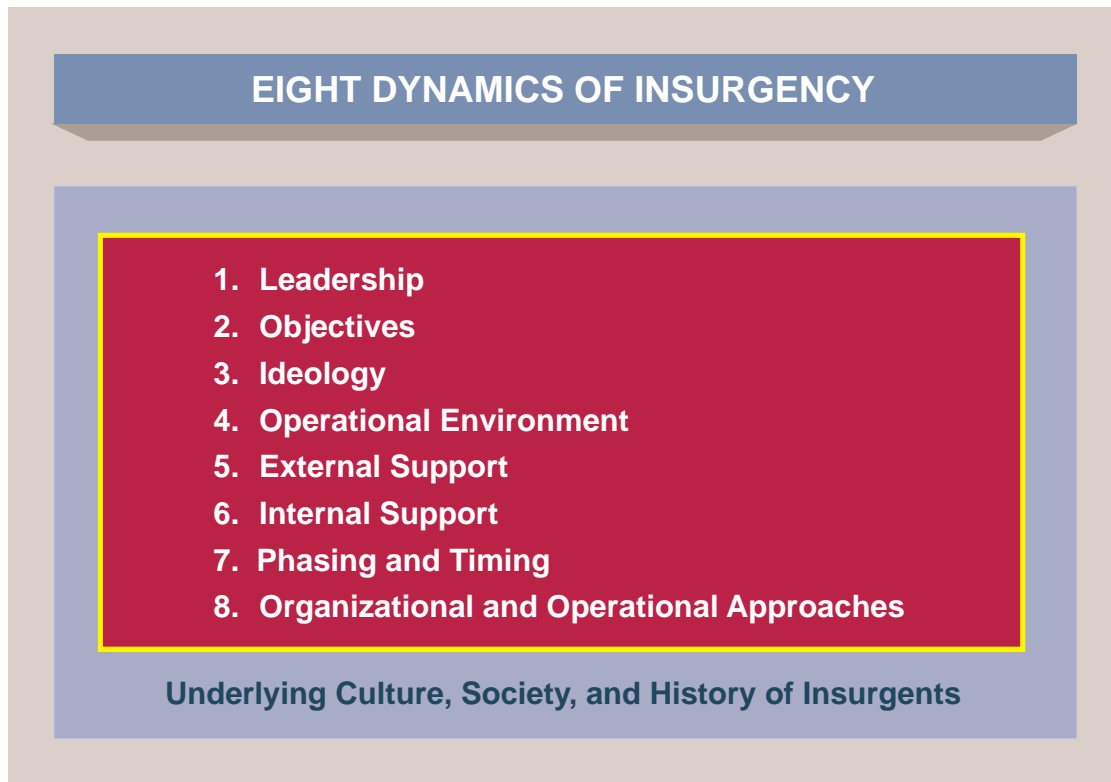 EIGHT DYNAMICS OF INSURGENCY
1. Leadership
2. Objectives
3. Ideology
4. Operational Environment
5. External Support
6. Internal Support
7. Phasing and Timing
8. Organizational and Operational Approaches
Underlying Culture, Society, and History of Insurgents